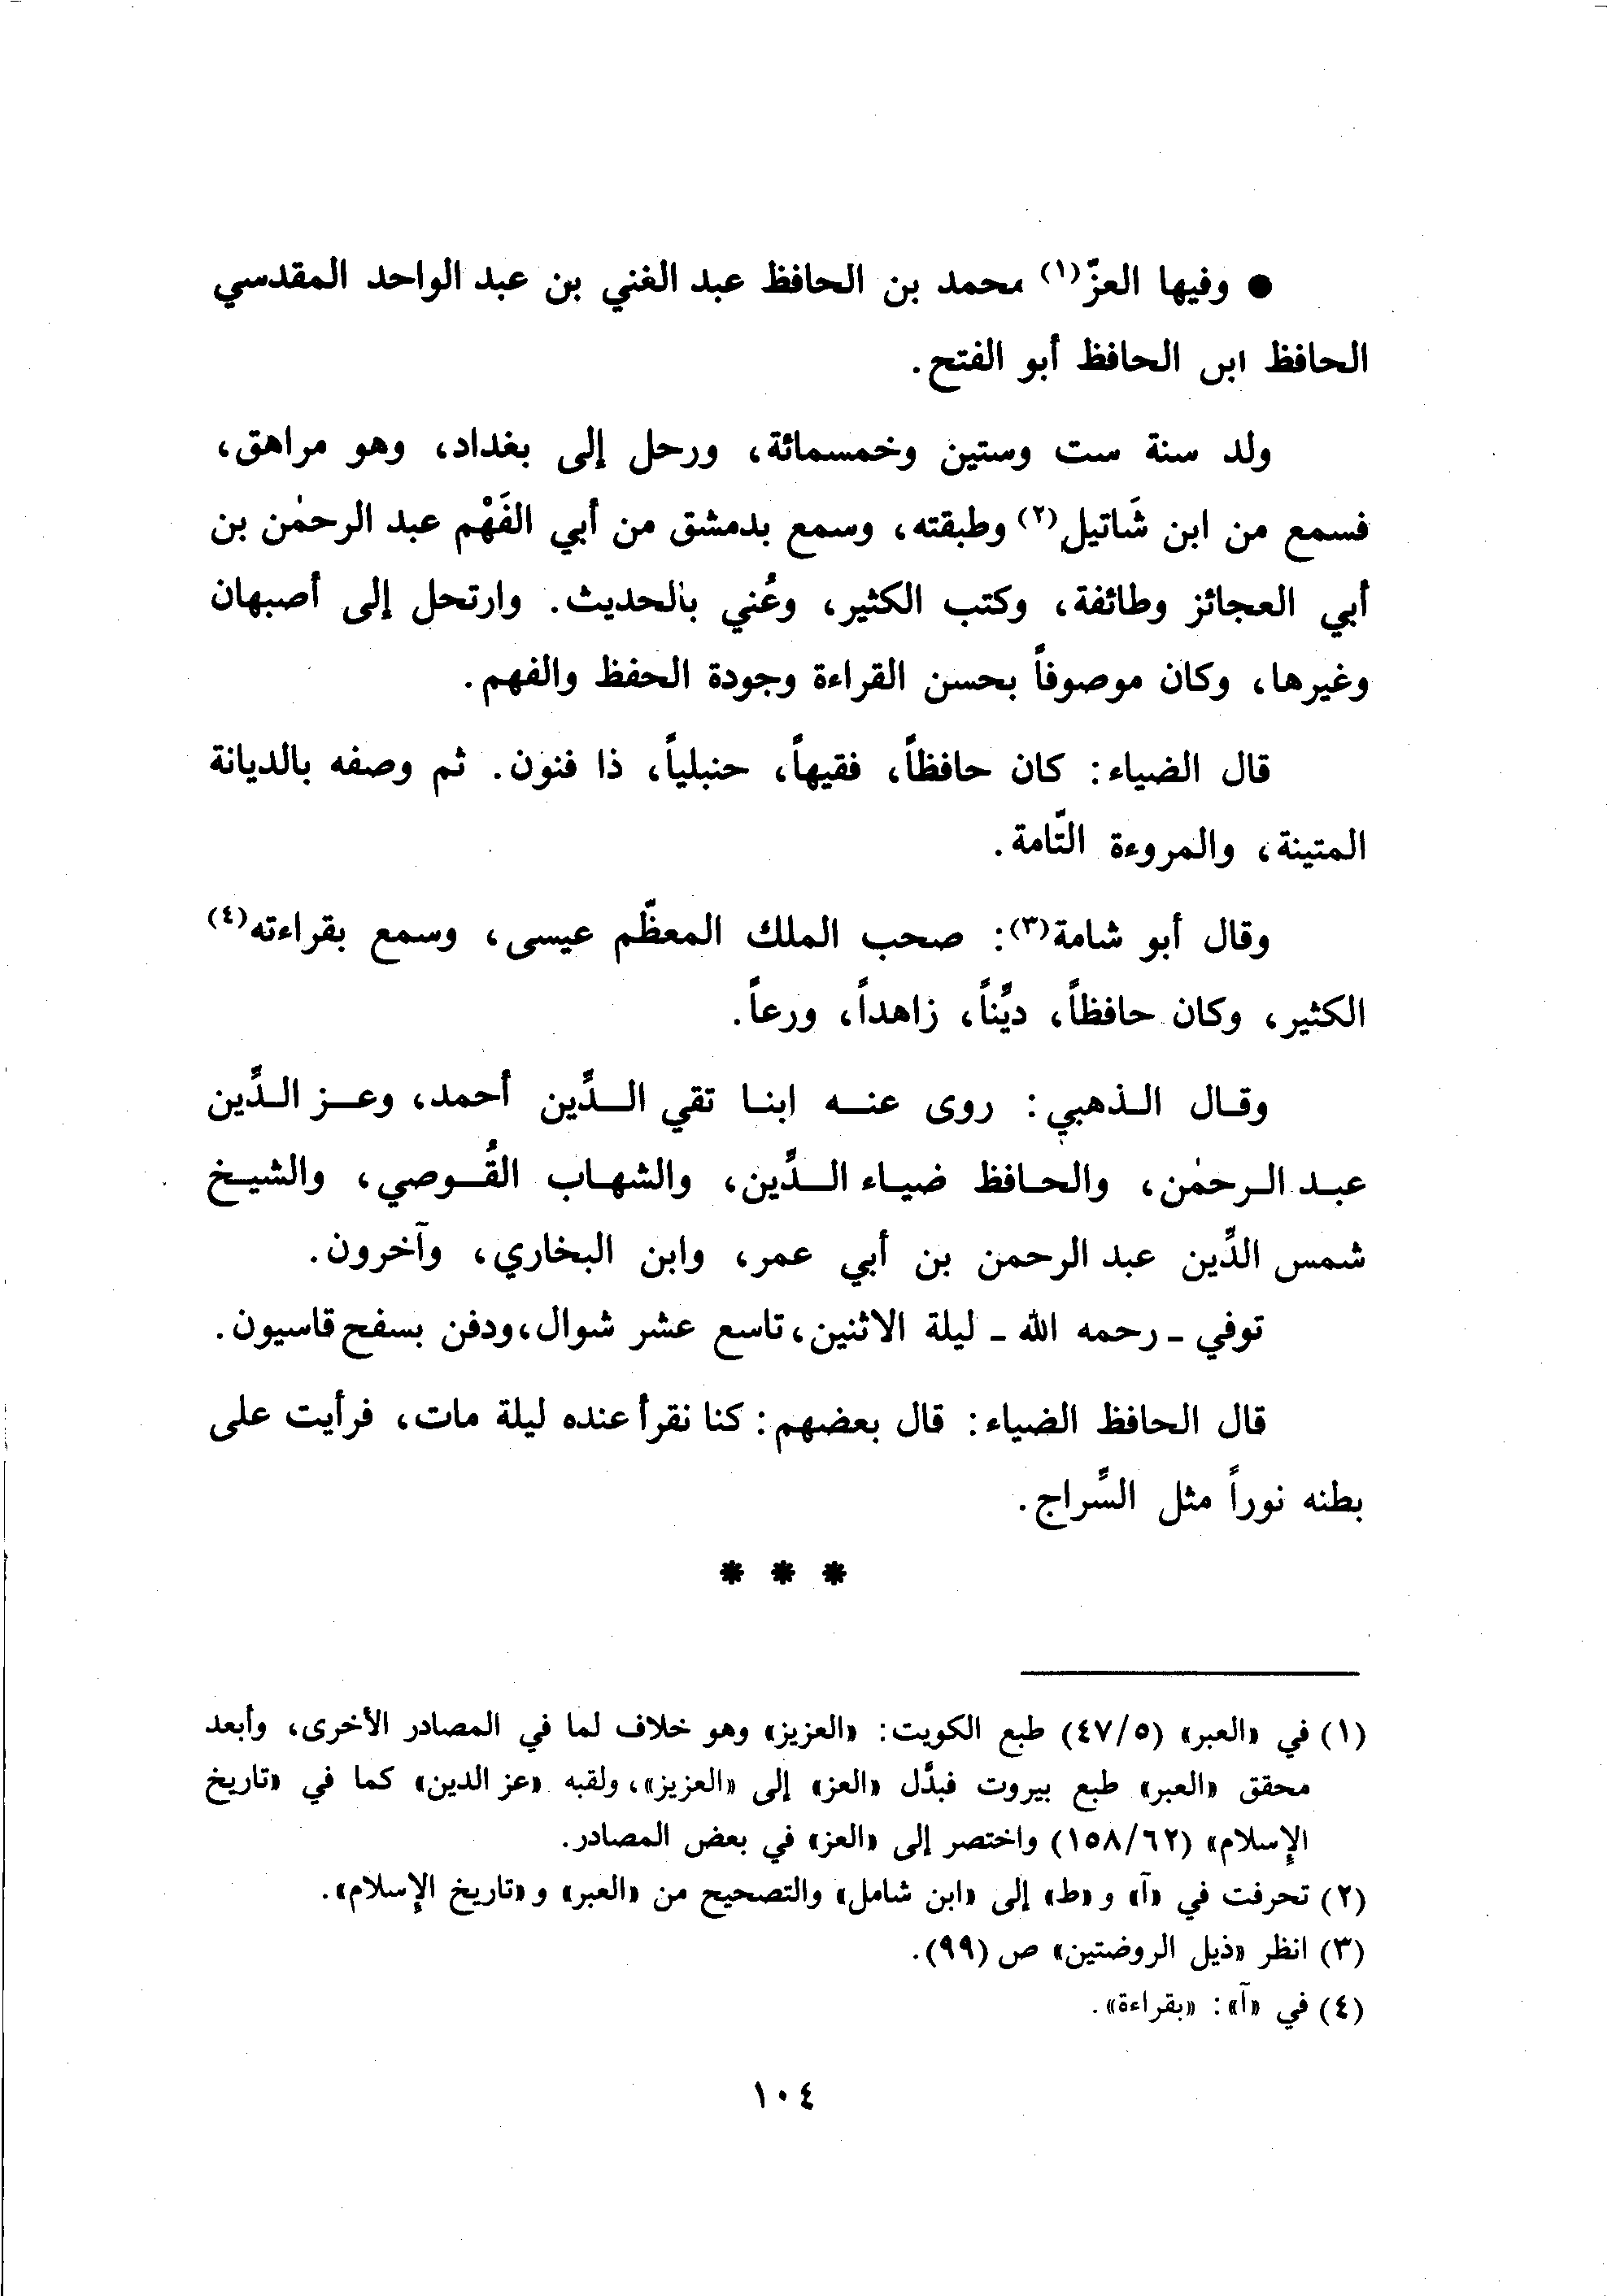 ● وفيها العزّ(١) محمد بن الحافظ عبد الغني بن عبد الواحد المقدسي
الحافظ ابن الحافظ أبو الفتح.
ولد سنة ست وستين وخمسمائة، ورحل إلى بغداد، وهو مراهق،
فسمع من ابن شَاتيل(٢) وطبقته، وسمع بدمشق من أبي الفَهْم عبد الرحمٰن بن
أبي العجائز وطائفة، وكتب الكثير، وعُني بالحديث. وارتحل إلى أصبهان
وغيرها، وكان موصوفاً بحسن القراءة وجودة الحفظ والفهم.
قال الضياء: كان حافظاً، فقيهاً، حنبلياً، ذا فنون. ثم وصفه بالديانة
المتينة، والمروءة التّامة.
وقال أبو شامة(٣): صحب الملك المعظّم عيسى، وسمع بقراءته(٤)
الكثير، وكان حافظاً، ديِّناً، زاهداً، ورعاً.
وقال الذهبي: روى عنه ابنا تقي الدِّين أحمد، وعز الدِّين
عبد الرحمٰن، والحافظ ضياء الدِّين، والشهاب القُوصي، والشيخ
شمس الدِّين عبد الرحمن بن أبي عمر، وابن البخاري، وآخرون.
توفي ـ رحمه الله ـ ليلة الاثنين، تاسع عشر شوال، ودفن بسفح قاسيون.
قال الحافظ الضياء: قال بعضهم: كنا نقرأ عنده ليلة مات، فرأيت على
بطنه نوراً مثل السِّراج.
* * *
(١) في «العبر» (٤٧/٥) طبع الكويت: «العزيز» وهو خلاف لما في المصادر الأخرى، وأبعد
محقق «العبر» طبع بيروت فبدَّل «العز» إلى «العزيز»، ولقبه «عز الدين» كما في «تاريخ
الإسلام» (١٥٨/٦٢) واختصر إلى «العز» في بعض المصادر.
(٢) تحرفت في «آ» و «ط» إلى «ابن شامل» والتصحيح من «العبر» و «تاريخ الإسلام».
(٣) انظر «ذيل الروضتين» ص (٩٩).
(٤) في «آ»: «بقراءة».
١٠٤